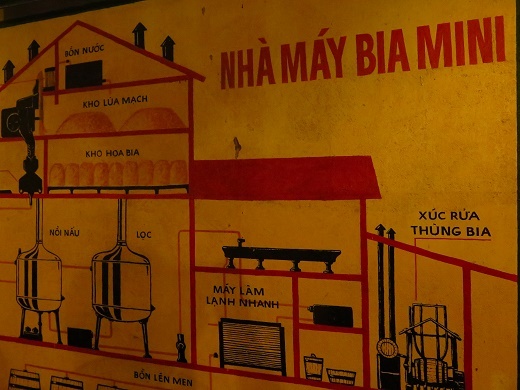 NHÀ MÁY BIA MINI
BỒN NƯỚC
KHO LÚA MẠCH
KHO HOA BIA
NỒI NẤU
LỌC
XÚC RỬA
THÙNG BIA
MÁY LÀM
LẠNH NHANH
BỒN LÊN MEN